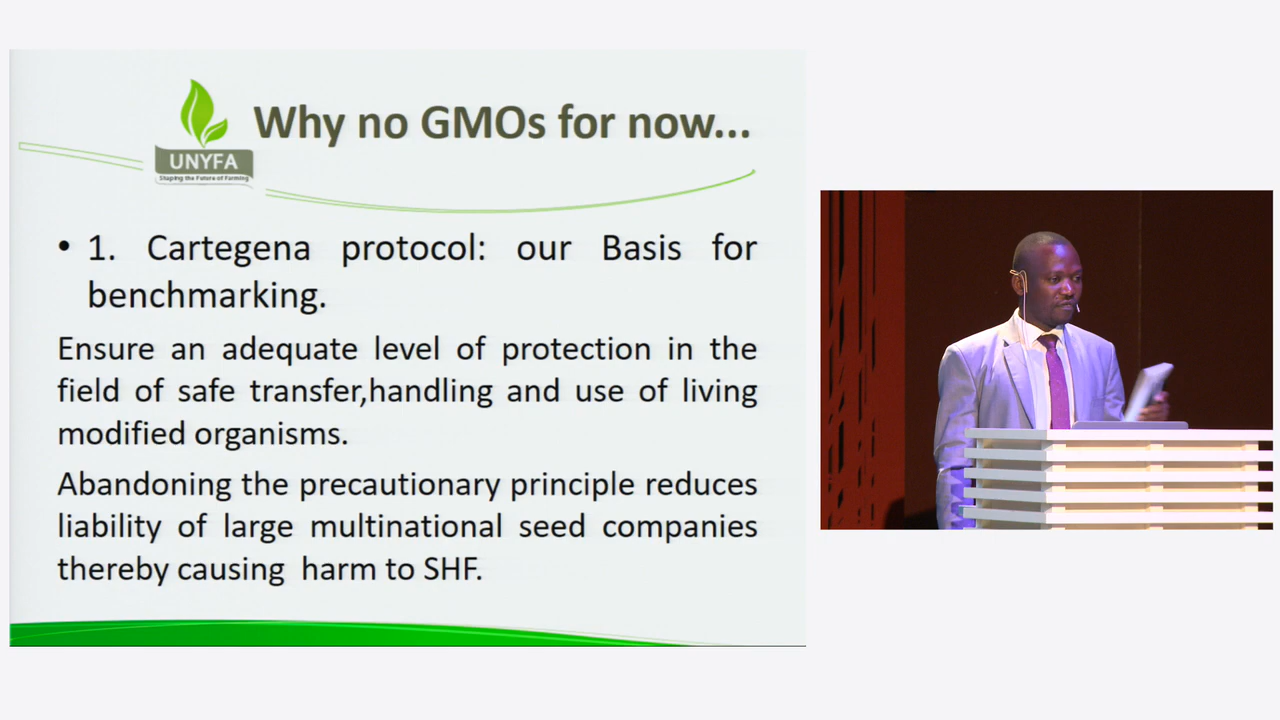 Why no GMOs for now...
UNYFA
Shaping the Future of Farming
• 1. Cartegena protocol: our Basis for
benchmarking.
Ensure an adequate level of protection in the
field of safe transfer,handling and use of living
modified organisms.
Abandoning the precautionary principle reduces
liability of large multinational seed companies
thereby causing harm to SHF.